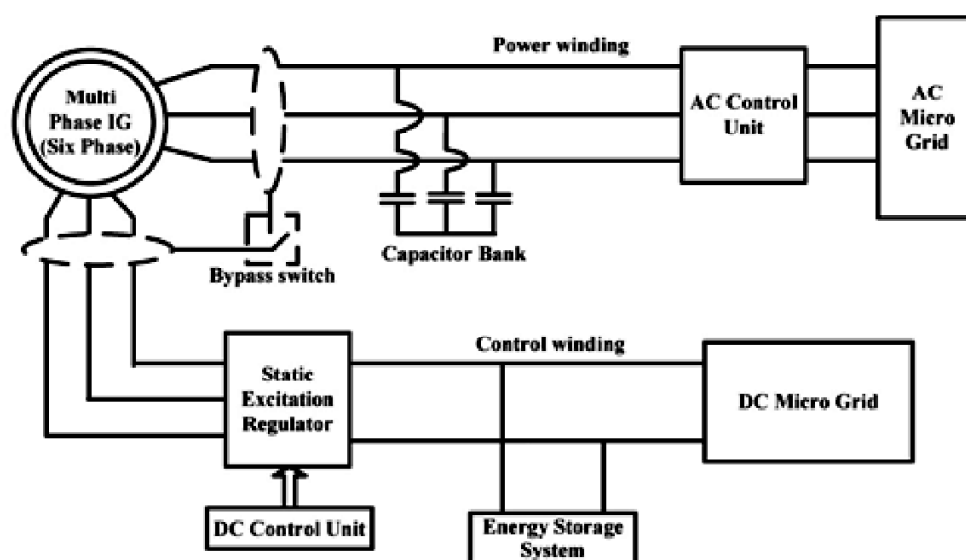 Power winding
Multi
Phase IG
(Six Phase)
AC Control
Unit
AC
Micro
Grid
Capacitor Bank
Bypass switch
Control winding
Static
Excitation
Regulator
DC Micro Grid
DC Control Unit
Energy Storage
System